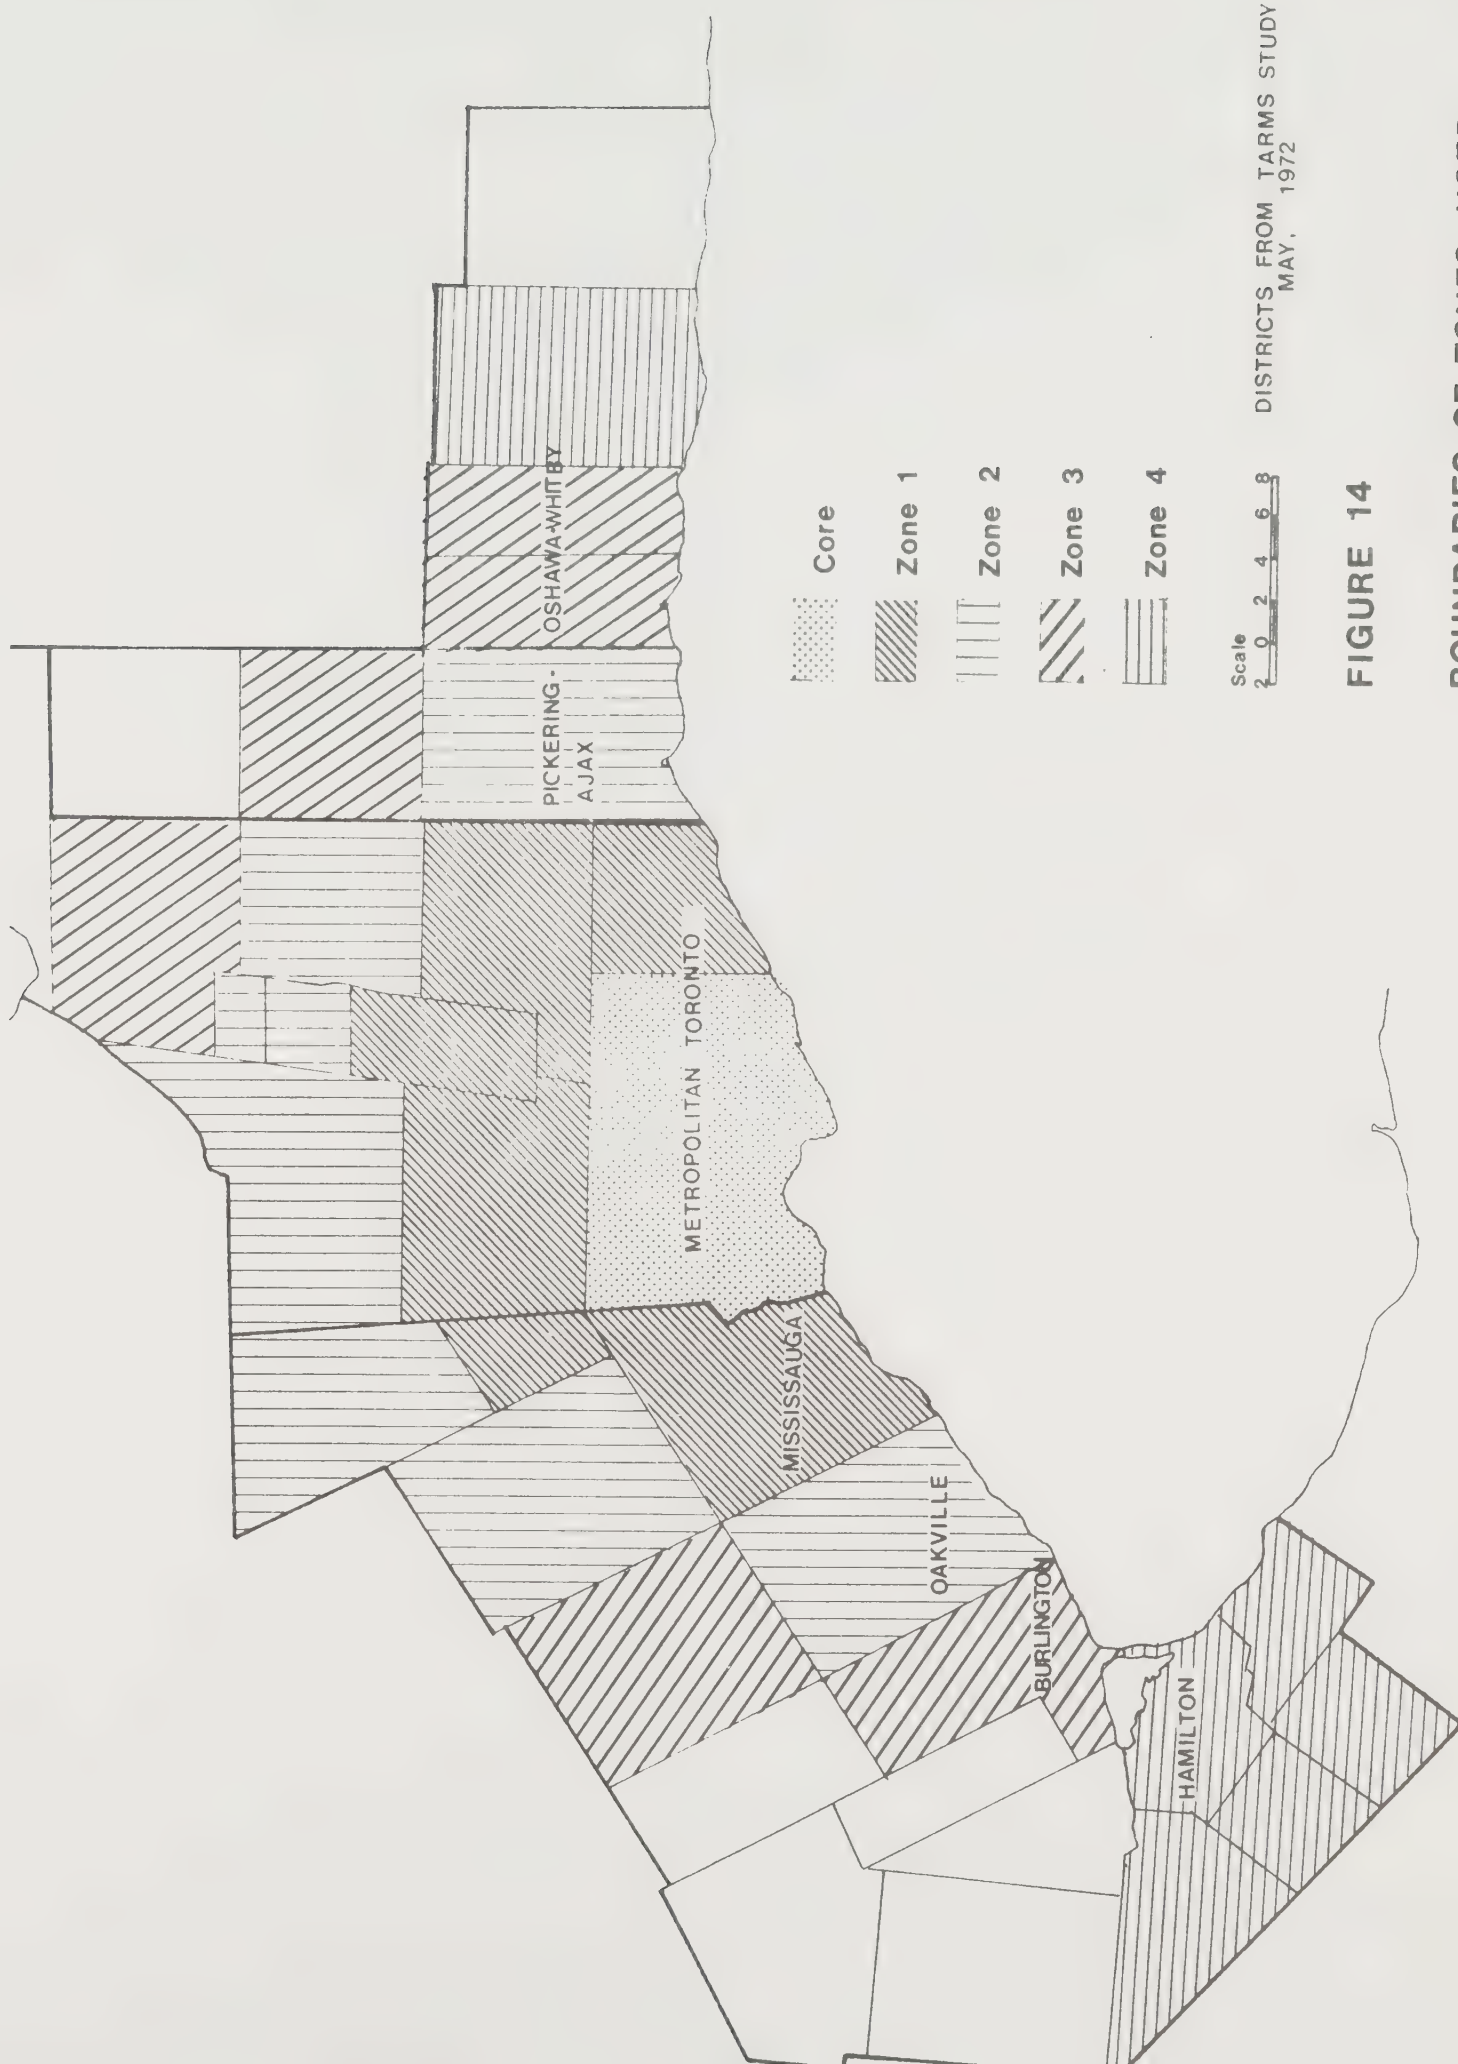 PICKERING -
AJAX
OSHAWA-WHITBY
METROPOLITAN TORONTO
MISSISSAUGA
OAKVILLE
BURLINGTON
HAMILTON
Core
Zone 1
Zone 2
Zone 3
Zone 4
Scale
2 0 2 4 6 8
DISTRICTS FROM TARMS STUDY
MAY, 1972
FIGURE 14